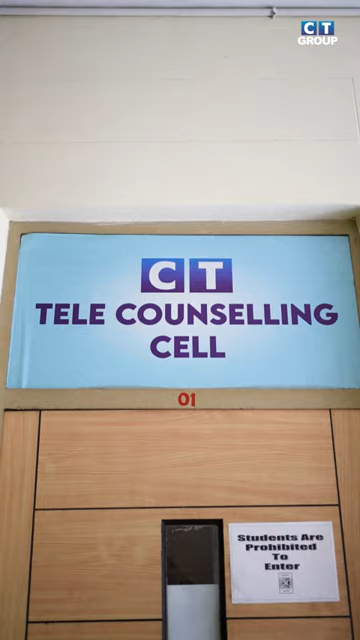 CT
GROUP
CT
TELE COUNSELLING
CELL
01
Students Are
Prohibited
To
Enter